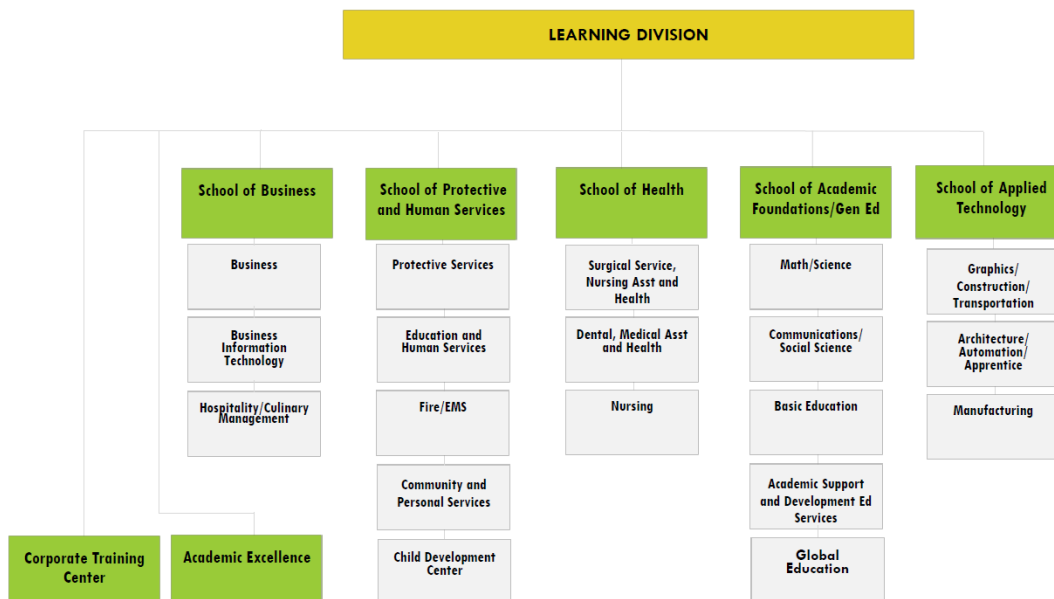 LEARNING DIVISION
School of Business
Business
Business
Information
Technology
Hospitality/Culinary
Management
School of Protective
and Human Services
Protective Services
Education and
Human Services
Fire/EMS
Community and
Personal Services
Child Development
Center
School of Health
Surgical Service,
Nursing Asst and
Health
Dental, Medical Asst
and Health
Nursing
School of Academic
Foundations/Gen Ed
Math/Science
Communications/
Social Science
Basic Education
Academic Support
and Development Ed
Services
Global
Education
School of Applied
Technology
Graphics/
Construction/
Transportation
Architecture/
Automation/
Apprentice
Manufacturing
Corporate Training
Center
Academic Excellence